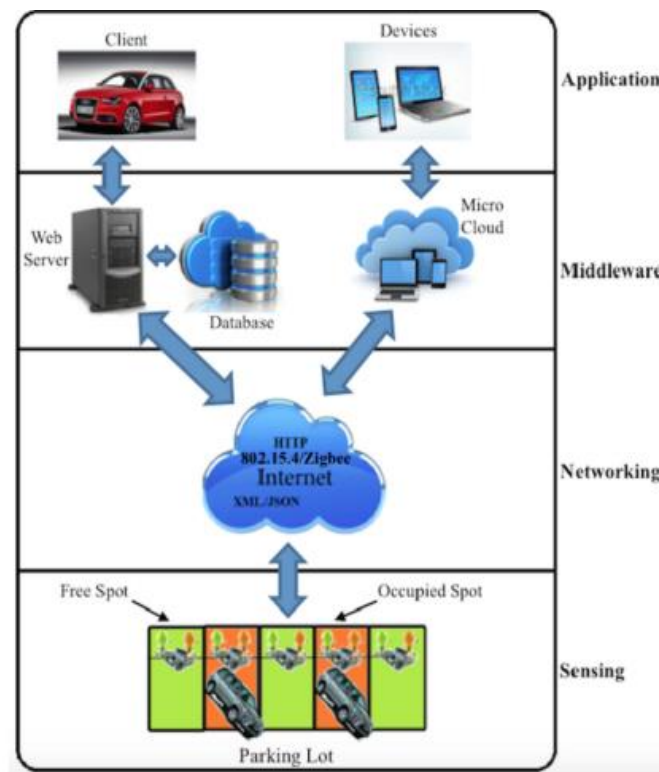 Client
Devices
Application
Web
Server
Database
Micro
Cloud
Middleware
HTTP
802.15.4/Zigbee
Internet
XML/JSON
Networking
Free Spot
Occupied Spot
Sensing
Parking Lot